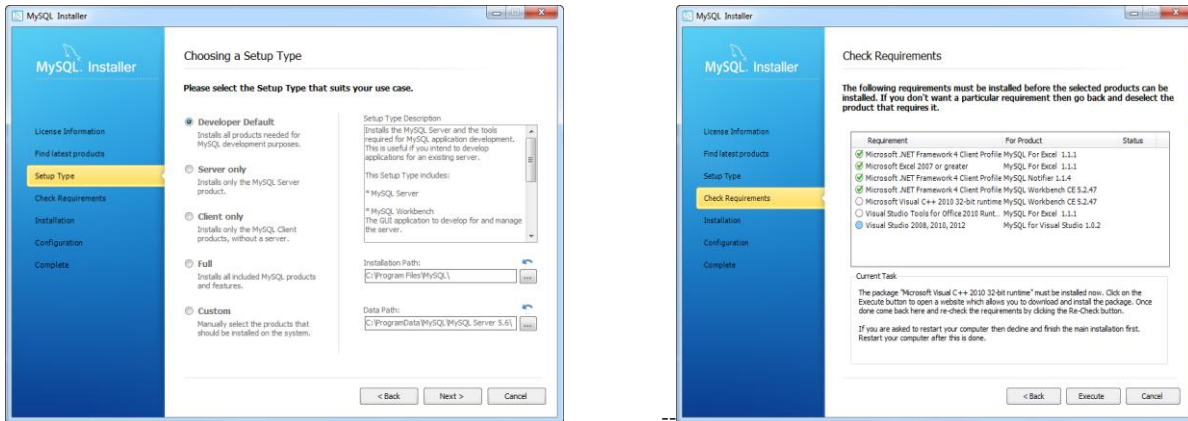 MySQL Installer
MySQL. Installer
License Information
Find latest products
Setup Type
Check Requirements
Installation
Configuration
Complete
Choosing a Setup Type
Please select the Setup Type that suits your use case.
Developer Default
Installs all products needed for
MySQL development purposes.
Server only
Installs only the MySQL Server
product.
Client only
Installs only the MySQL Client
products, without a server.
Full
Installs all included MySQL products
and features.
Custom
Manually select the products that
should be installed on the system.
Setup Type Description
Installs the MySQL Server and the tools
required for MySQL application development.
This is useful if you intend to develop
applications for an existing server.
This Setup Type includes:
* MySQL Server
* MySQL Workbench
The GUI application to develop for and manage
the server.
Installation Path:
C:\Program Files\MySQL\
...
Data Path:
C:\ProgramData\MySQL\MySQL Server 5.6\
...
< Back Next > Cancel
--
MySQL Installer
MySQL. Installer
License Information
Find latest products
Setup Type
Check Requirements
Installation
Configuration
Complete
Check Requirements
The following requirements must be installed before the selected products can be
installed. If you don't want a particular requirement then go back and deselect the
product that requires it.
Requirement For Product Status
Microsoft .NET Framework 4 Client Profile MySQL For Excel 1.1.1
Microsoft Excel 2007 or greater MySQL For Excel 1.1.1
Microsoft .NET Framework 4 Client Profile MySQL Notifier 1.1.4
Microsoft .NET Framework 4 Client Profile MySQL Workbench CE 5.2.47
Microsoft Visual C++ 2010 32-bit runtime MySQL Workbench CE 5.2.47
Visual Studio Tools for Office 2010 Runt... MySQL For Excel 1.1.1
Visual Studio 2008, 2010, 2012 MySQL for Visual Studio 1.0.2
Current Task
The package "Microsoft Visual C++ 2010 32-bit runtime" must be installed now. Click on the
Execute button to open a website which allows you to download and install the package. Once
done come back here and re-check the requirements by clicking the Re-Check button.
If you are asked to restart your computer then decline and finish the main installation first.
Restart your computer after this is done.
< Back Execute Cancel